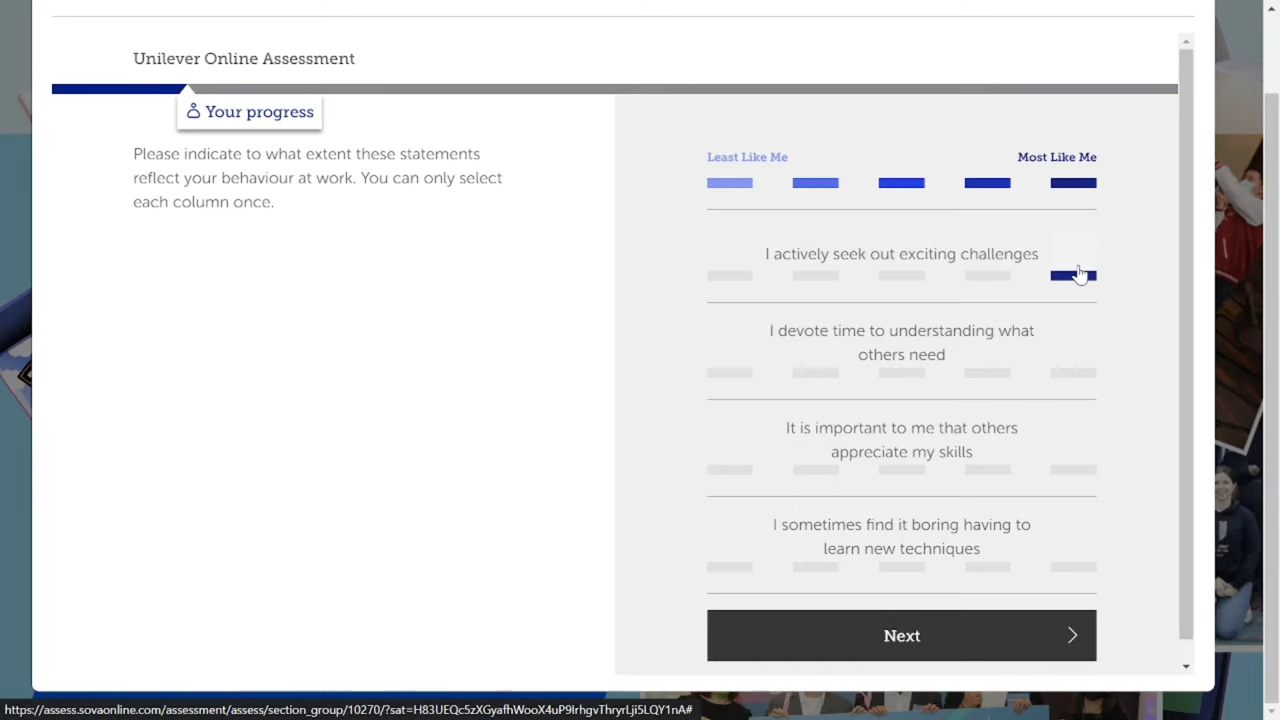 Unilever Online Assessment
Your progress
Please indicate to what extent these statements
reflect your behaviour at work. You can only select
each column once.
Least Like Me
Most Like Me
I actively seek out exciting challenges
I devote time to understanding what
others need
It is important to me that others
appreciate my skills
I sometimes find it boring having to
learn new techniques
Next
https://assess.sovaonline.com/assessment/assess/section_group/10270/?sat=H83UEQc5zXGyafhWooX4uP9lrhgvThryrLji5LQY1nA#